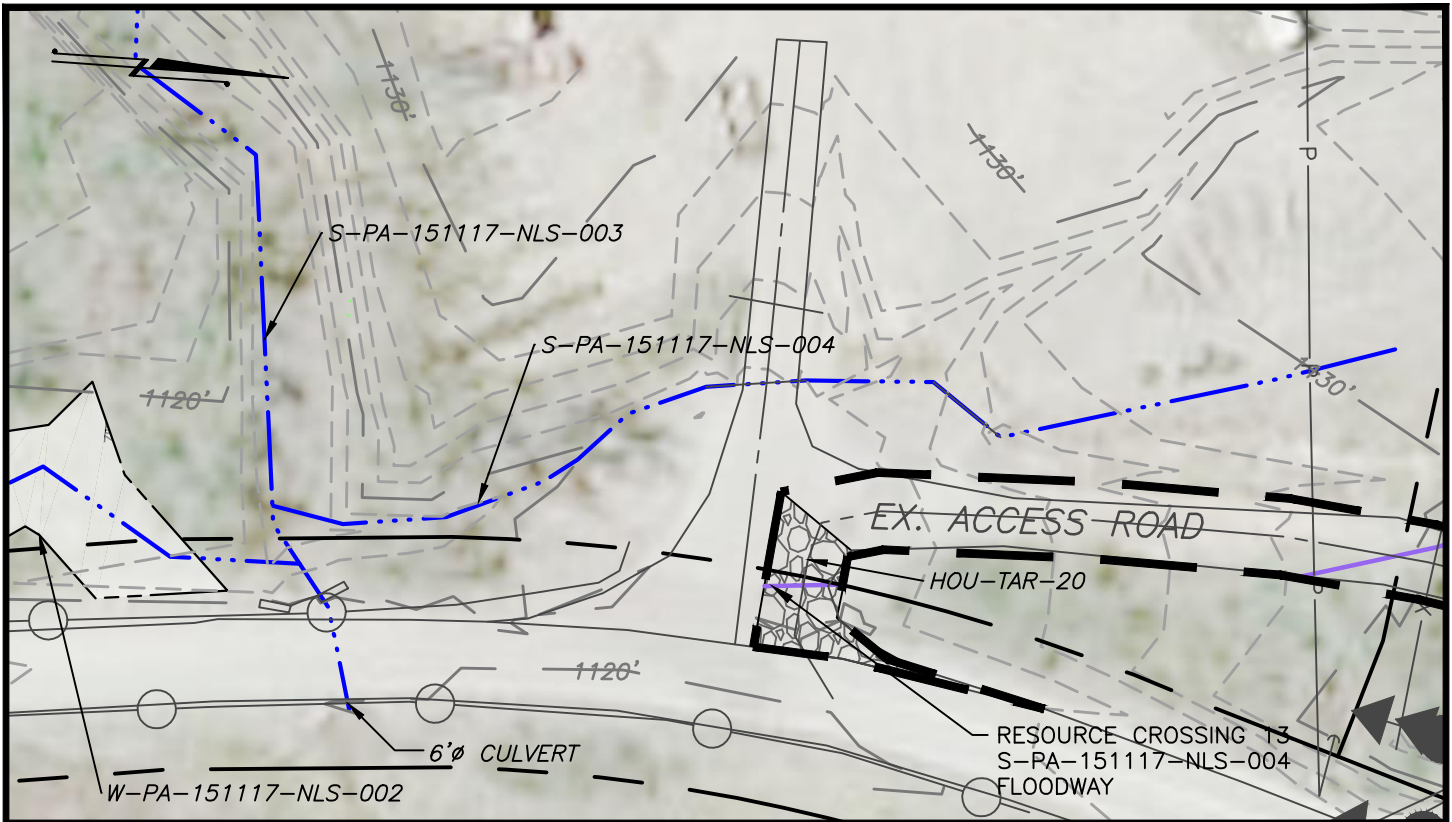 1130'
1130'
S-PA-151117-NLS-003
S-PA-151117-NLS-004
P
1130'
1120'
EX. ACCESS ROAD
HOU-TAR-20
P
1120'
RESOURCE CROSSING 13
S-PA-151117-NLS-004
FLOODWAY
6'ø CULVERT
W-PA-151117-NLS-002